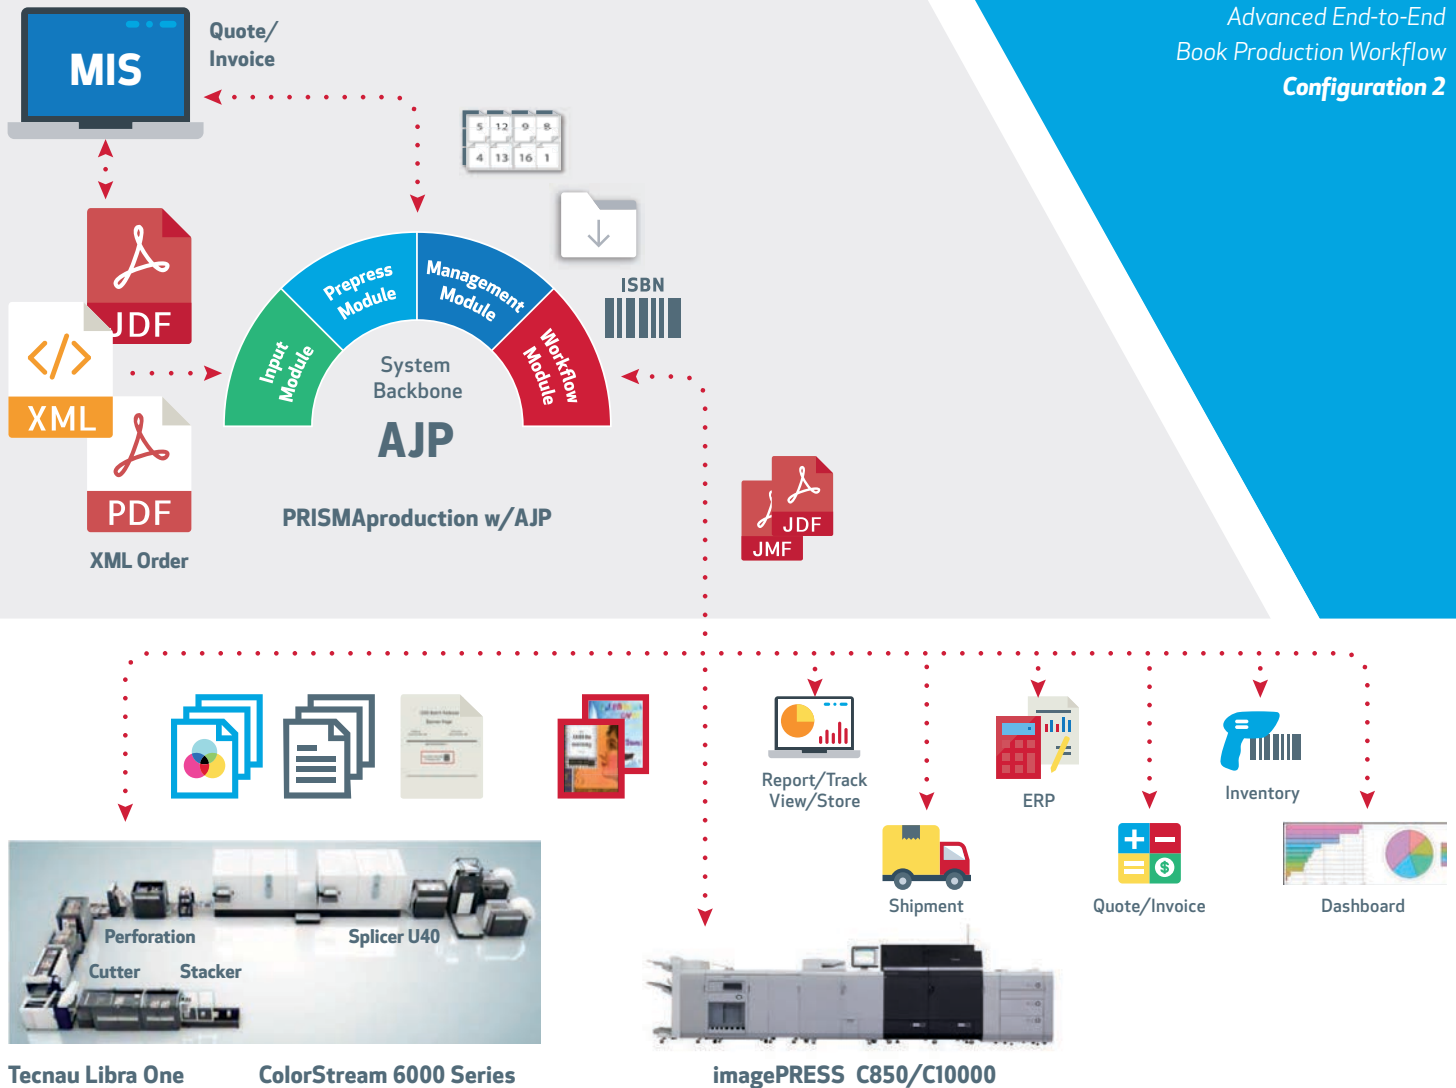 Advanced End-to-End
Book Production Workflow
Configuration 2
MIS
Quote/
Invoice
5 12 9 8
4 13 16 1
JDF
XML
PDF
XML Order
Input
Module
Prepress
Module
Management
Module
Workflow
Module
System
Backbone
AJP
PRISMAproduction w/AJP
ISBN
JDF
JMF
Report/Track
View/Store
Shipment
ERP
Quote/Invoice
Inventory
Dashboard
Perforation
Splicer U40
Cutter
Stacker
Tecnau Libra One
ColorStream 6000 Series
imagePRESS C850/C10000